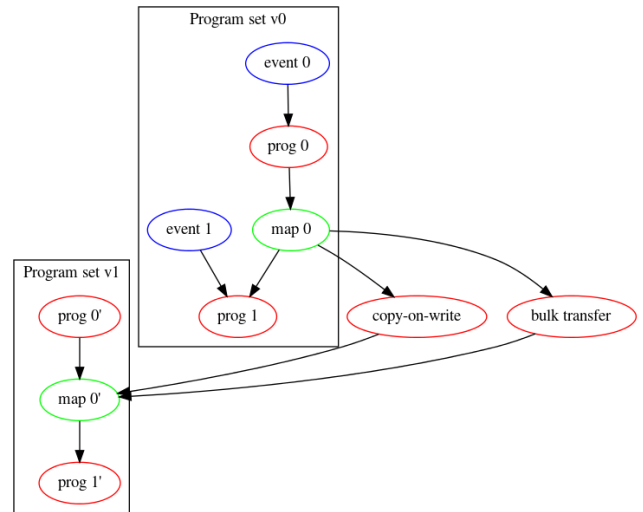 Program set v0
event 0
prog 0
event 1
map 0
Program set v1
prog 0'
prog 1
copy-on-write
bulk transfer
map 0'
prog 1'